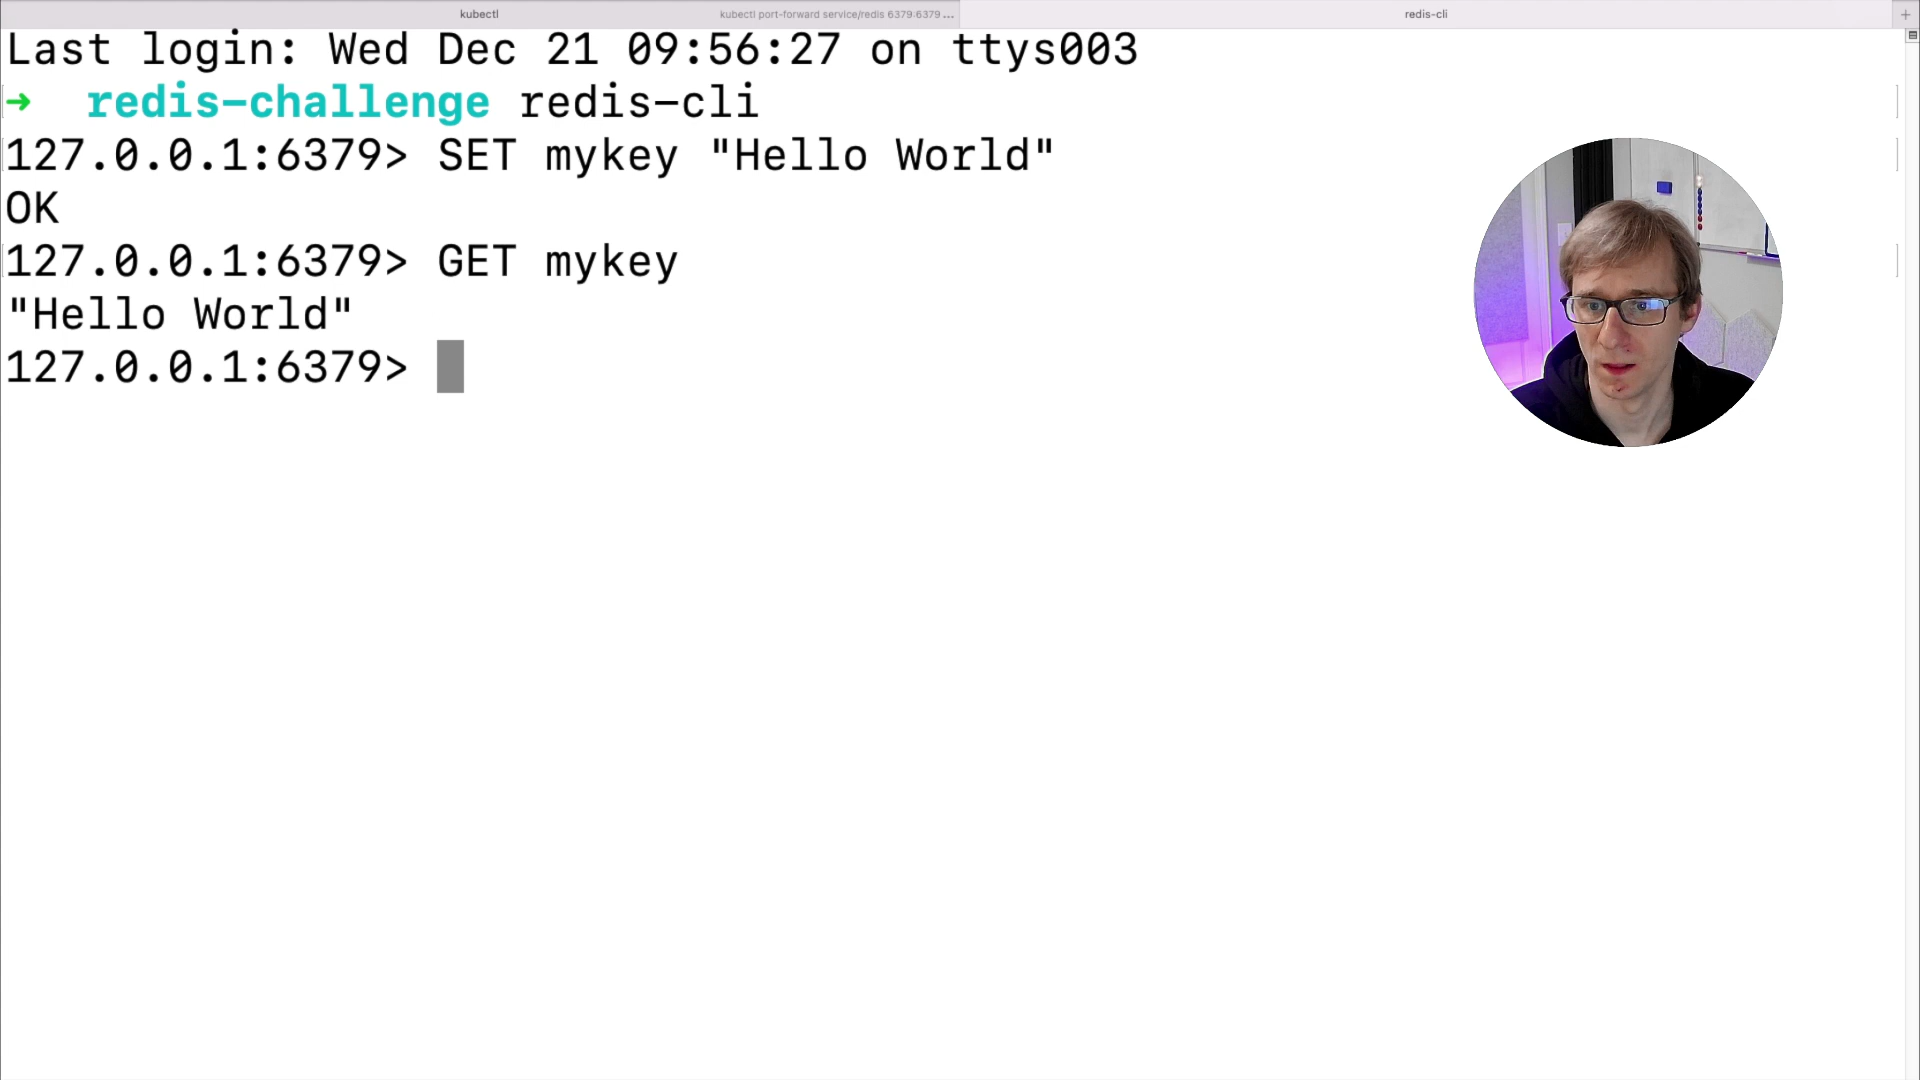 kubectl
kubectl port-forward service/redis 6379:6379 ...
redis-cli
+
Last login: Wed Dec 21 09:56:27 on ttys003
→ redis-challenge redis-cli
127.0.0.1:6379> SET mykey "Hello World"
OK
127.0.0.1:6379> GET mykey
"Hello World"
127.0.0.1:6379>